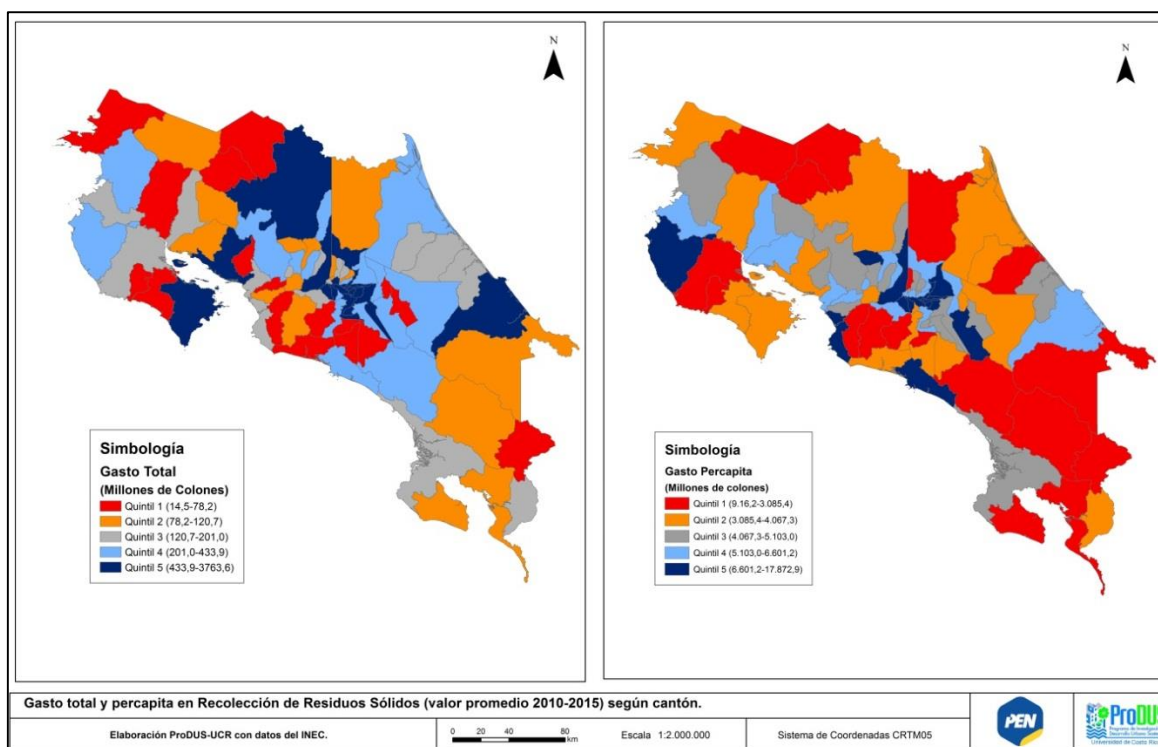 N
Simbología
Gasto Total
(Millones de Colones)
Quintil 1 (14,5-78,2)
Quintil 2 (78,2-120,7)
Quintil 3 (120,7-201,0)
Quintil 4 (201,0-433,9)
Quintil 5 (433,9-3763,6)
N
Simbología
Gasto Percapita
(Millones de colones)
Quintil 1 (9.16,2-3.085,4)
Quintil 2 (3.085,4-4.067,3)
Quintil 3 (4.067,3-5.103,0)
Quintil 4 (5.103,0-6.601,2)
Quintil 5 (6.601,2-17.872,9)
Gasto total y percapita en Recolección de Residuos Sólidos (valor promedio 2010-2015) según cantón.
Elaboración ProDUS-UCR con datos del INEC.
0 20 40 60 80
km
Escala 1:2.000.000
Sistema de Coordenadas CRTM05
PEN
ProDUS
Universidad de Costa Rica